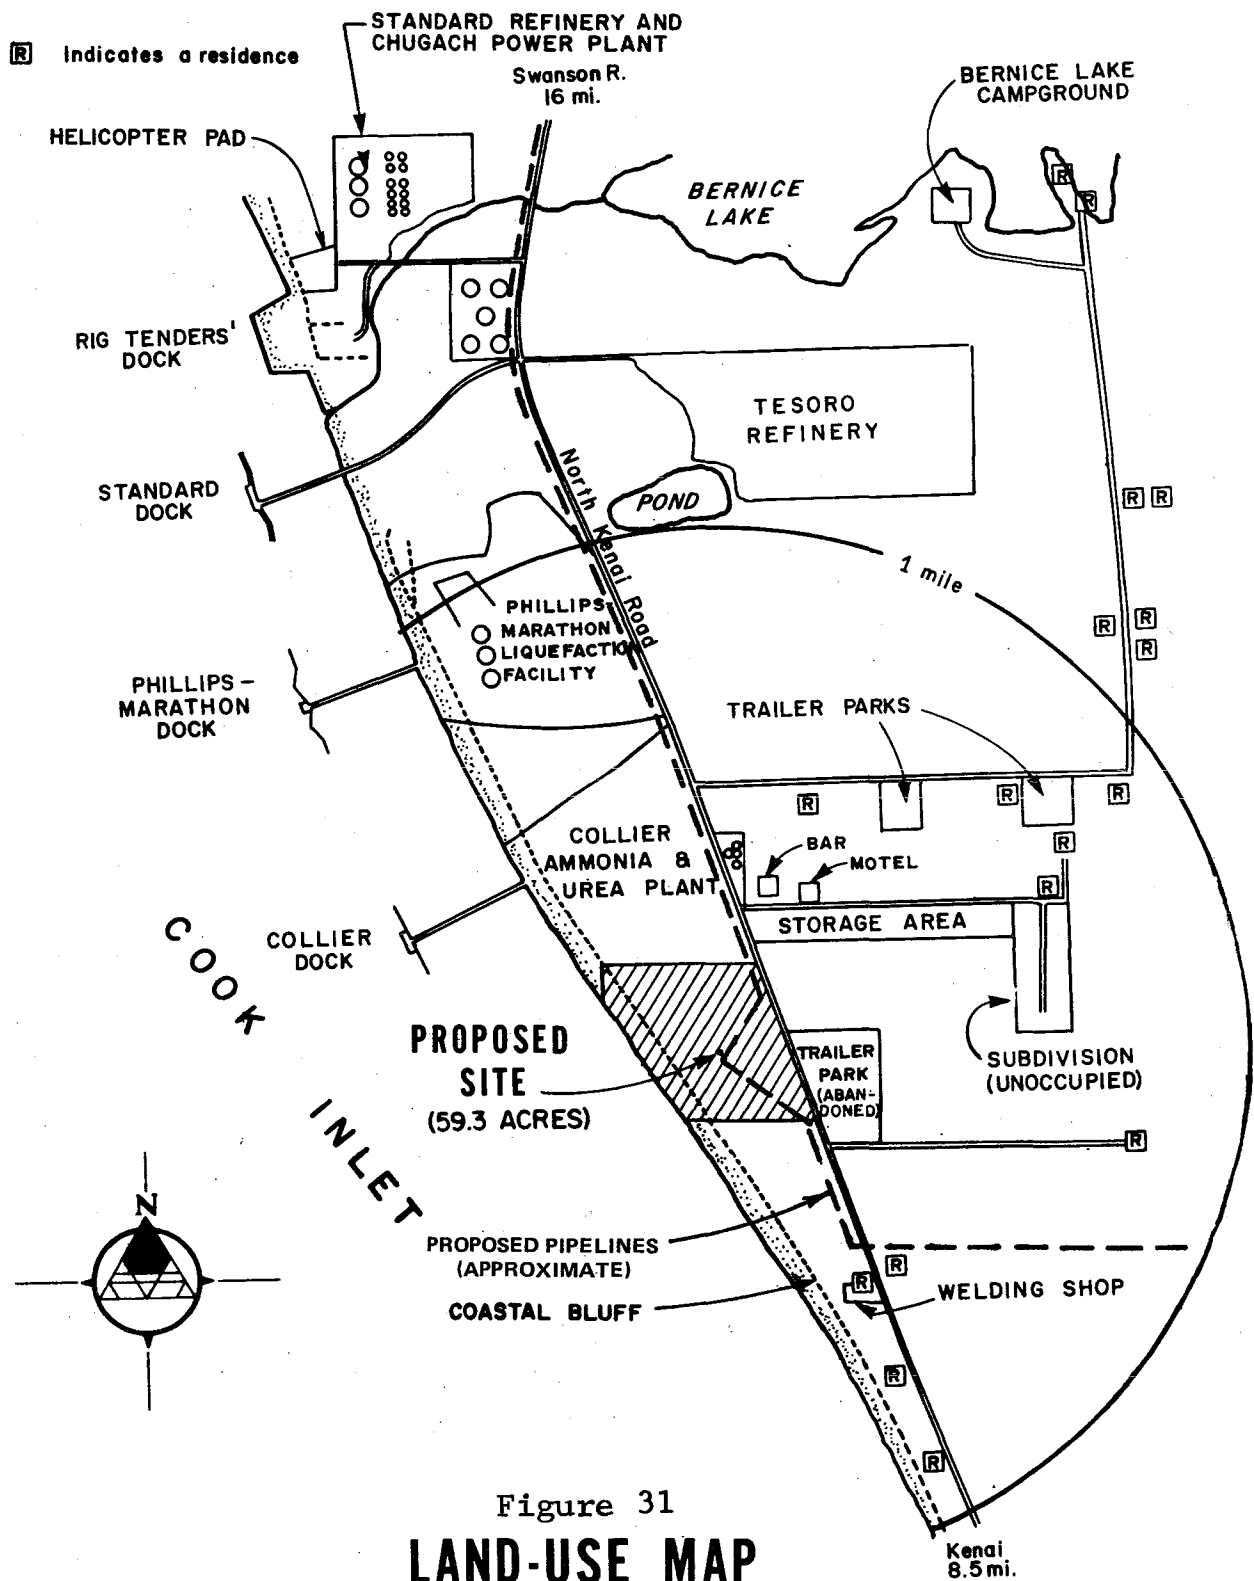 STANDARD REFINERY AND
CHUGACH POWER PLANT
R Indicates a residence
Swanson R.
16 mi.
BERNICE LAKE
CAMPGROUND
HELICOPTER PAD
R
BERNICE
LAKE
R
RIG TENDERS'
DOCK
TESORO
REFINERY
North Kenai Road
STANDARD
DOCK
POND
R R
1 mile
PHILLIPS-
MARATHON
LIQUEFACTION
FACILITY
R R
R
PHILLIPS-
MARATHON
DOCK
TRAILER PARKS
R R R
COLLIER
AMMONIA &
UREA PLANT
BAR
MOTEL
R
R
STORAGE AREA
COLLIER
DOCK
COOK INLET
PROPOSED
SITE
(59.3 ACRES)
TRAILER
PARK
(ABAN-
DONED)
SUBDIVISION
(UNOCCUPIED)
R
N
PROPOSED PIPELINES
(APPROXIMATE)
R
R
WELDING SHOP
COASTAL BLUFF
R
R
Figure 31
LAND-USE MAP
Kenai
8.5 mi.